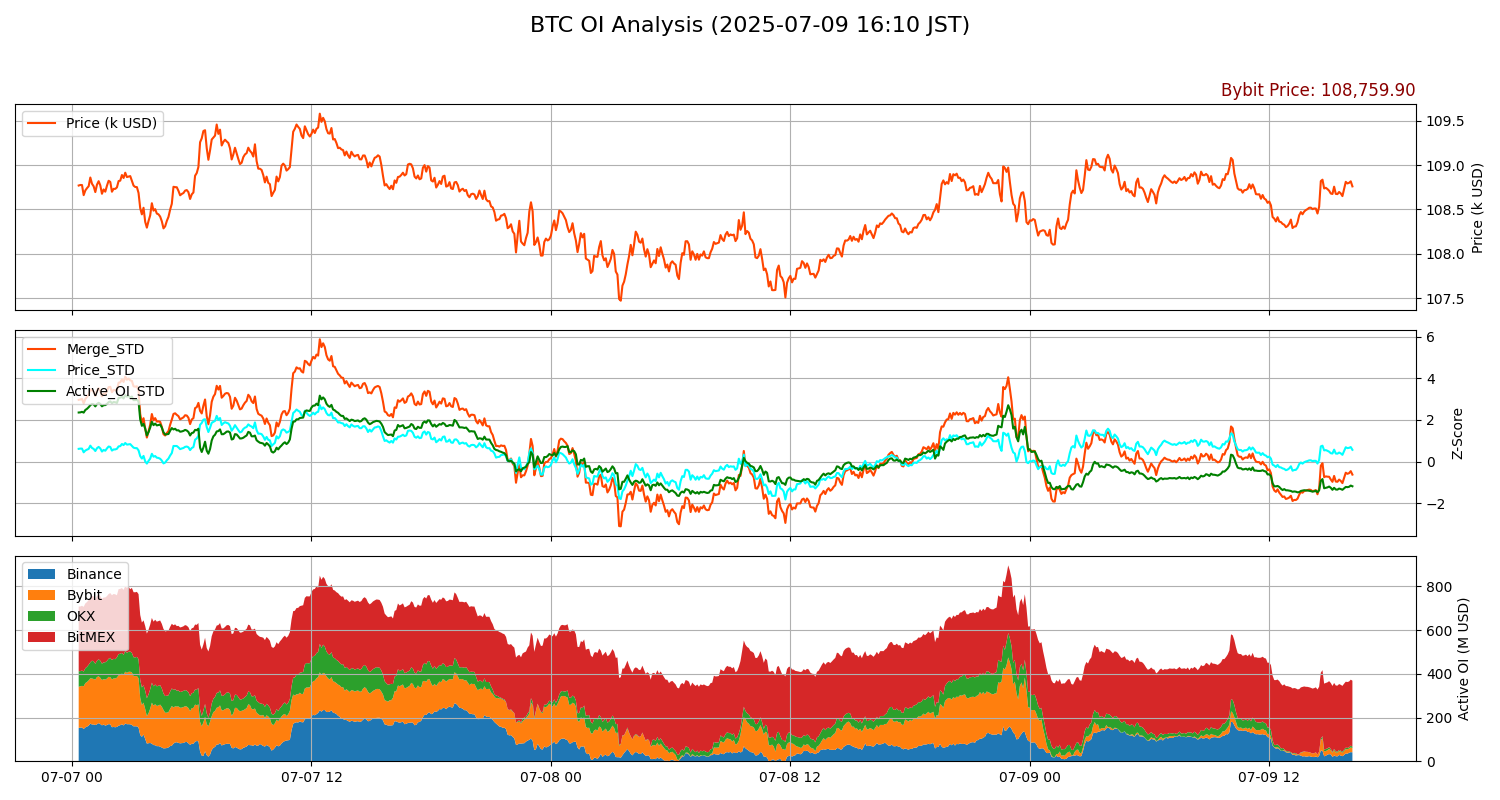 BTC OI Analysis (2025-07-09 16:10 JST)
Bybit Price: 108,759.90
Price (k USD)
109.5
109.0
108.5
108.0
107.5
Price (k USD)
Merge_STD
Price_STD
Active_OI_STD
6
4
2
0
−2
Z-Score
Binance
Bybit
OKX
BitMEX
800
600
400
200
0
Active OI (M USD)
07-07 00
07-07 12
07-08 00
07-08 12
07-09 00
07-09 12